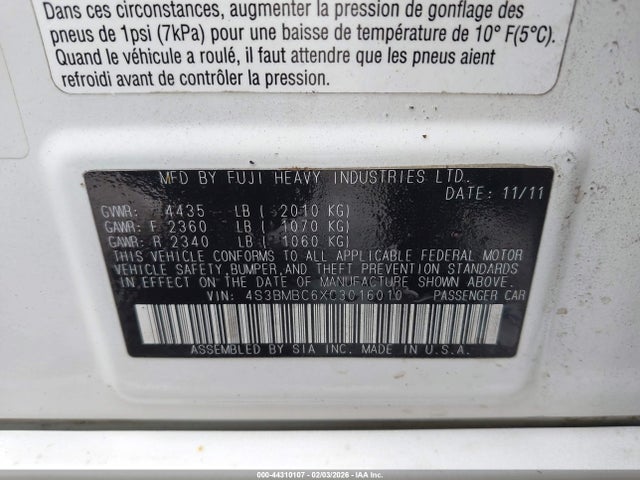 Dans ces circonstances, augmenter la pression de gonflage des
pneus de 1psi (7kPa) pour une baisse de température de 10° F(5°C).
Quand le véhicule a roulé, il faut attendre que les pneus aient
refroidi avant de contrôler la pression.
MFD BY FUJI HEAVY INDUSTRIES LTD.
DATE: 11/11
GVWR: 4435 LB ( 2010 KG)
GAWR: F 2360 LB ( 1070 KG)
GAWR: R 2340 LB ( 1060 KG)
THIS VEHICLE CONFORMS TO ALL APPLICABLE FEDERAL MOTOR
VEHICLE SAFETY, BUMPER, AND THEFT PREVENTION STANDARDS
IN EFFECT ON THE DATE OF MANUFACTURE SHOWN ABOVE.
VIN: 4S3BMBC6XC3016010 PASSENGER CAR
ASSEMBLED BY SIA INC. MADE IN U.S.A.
000-44310107 - 02/03/2026 - IAAI Inc.